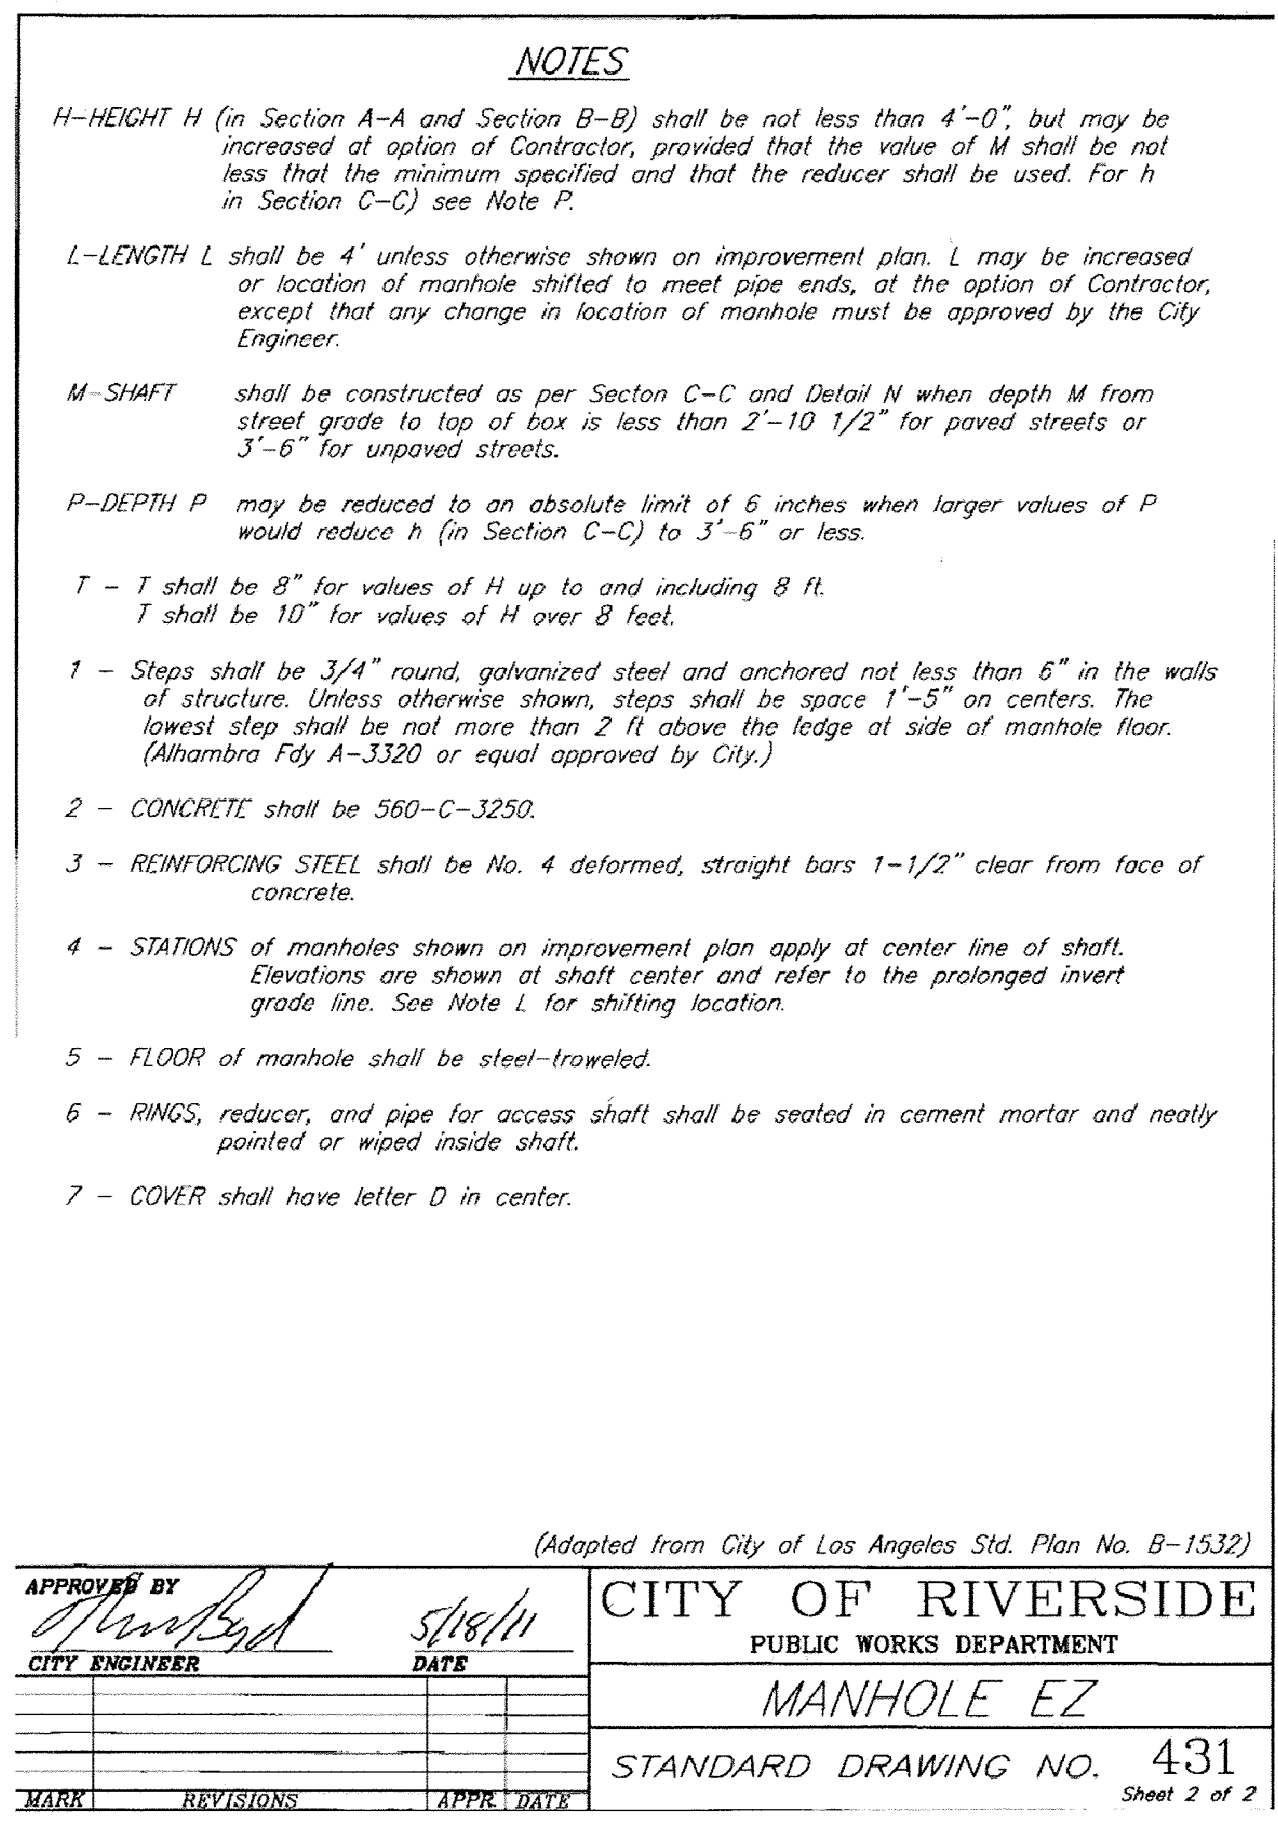 NOTES
H-HEIGHT H (in Section A-A and Section B-B) shall be not less than 4'-0", but may be
increased at option of Contractor, provided that the value of M shall be not
less that the minimum specified and that the reducer shall be used. For h
in Section C-C) see Note P.
L-LENGTH L shall be 4' unless otherwise shown on improvement plan. L may be increased
or location of manhole shifted to meet pipe ends, at the option of Contractor,
except that any change in location of manhole must be approved by the City
Engineer.
M-SHAFT shall be constructed as per Secton C-C and Detail N when depth M from
street grade to top of box is less than 2'-10 1/2" for paved streets or
3'-6" for unpaved streets.
P-DEPTH P may be reduced to an absolute limit of 6 inches when larger values of P
would reduce h (in Section C-C) to 3'-6" or less.
T - T shall be 8" for values of H up to and including 8 ft.
T shall be 10" for values of H over 8 feet.
1 - Steps shall be 3/4" round, galvanized steel and anchored not less than 6" in the walls
of structure. Unless otherwise shown, steps shall be space 1'-5" on centers. The
lowest step shall be not more than 2 ft above the ledge at side of manhole floor.
(Alhambra Fdy A-3320 or equal approved by City.)
2 - CONCRETE shall be 560-C-3250.
3 - REINFORCING STEEL shall be No. 4 deformed, straight bars 1-1/2" clear from face of
concrete.
4 - STATIONS of manholes shown on improvement plan apply at center line of shaft.
Elevations are shown at shaft center and refer to the prolonged invert
grade line. See Note L for shifting location.
5 - FLOOR of manhole shall be steel-troweled.
6 - RINGS, reducer, and pipe for access shaft shall be seated in cement mortar and neatly
pointed or wiped inside shaft.
7 - COVER shall have letter D in center.
(Adapted from City of Los Angeles Std. Plan No. B-1532)
APPROVED BY
5/18/11
CITY ENGINEER DATE
MARK REVISIONS APPR. DATE
CITY OF RIVERSIDE
PUBLIC WORKS DEPARTMENT
MANHOLE EZ
STANDARD DRAWING NO. 431
Sheet 2 of 2